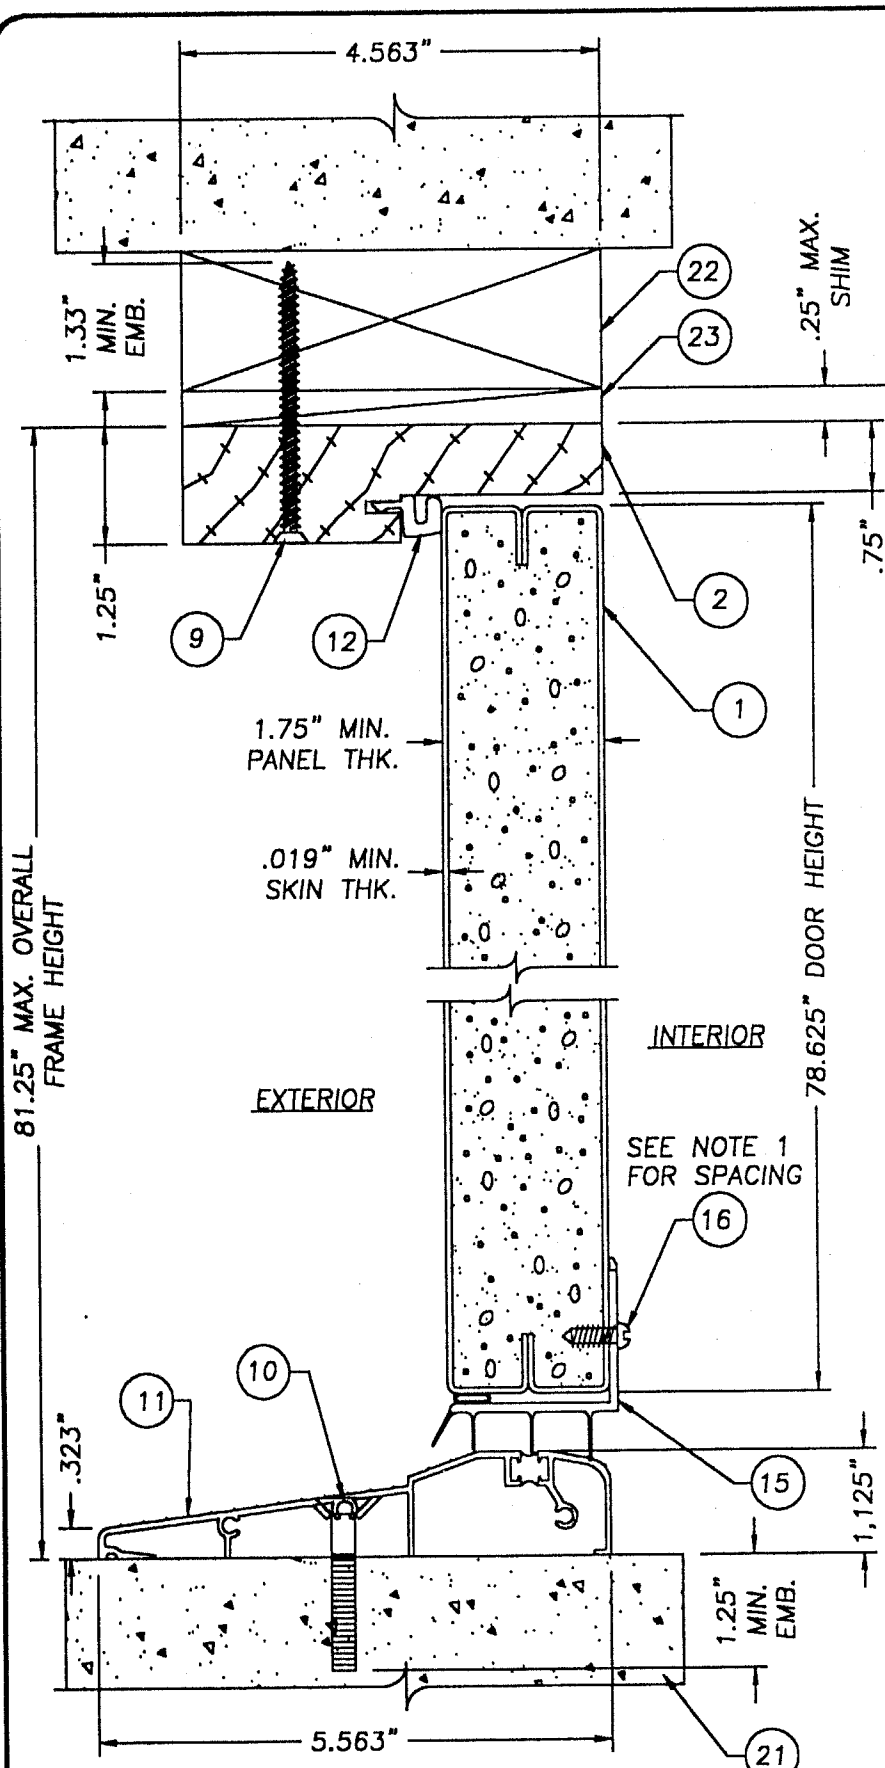 4.563"
1.33"
MIN.
EMB.
22
23
.25" MAX.
SHIM
1.25"
9
12
2
.75"
1
1.75" MIN.
PANEL THK.
.019" MIN.
SKIN THK.
81.25" MAX. OVERALL
FRAME HEIGHT
78.625" DOOR HEIGHT
INTERIOR
EXTERIOR
SEE NOTE 1
FOR SPACING
16
10
11
.323"
15
1,125"
1.25"
MIN.
EMB.
5.563"
21